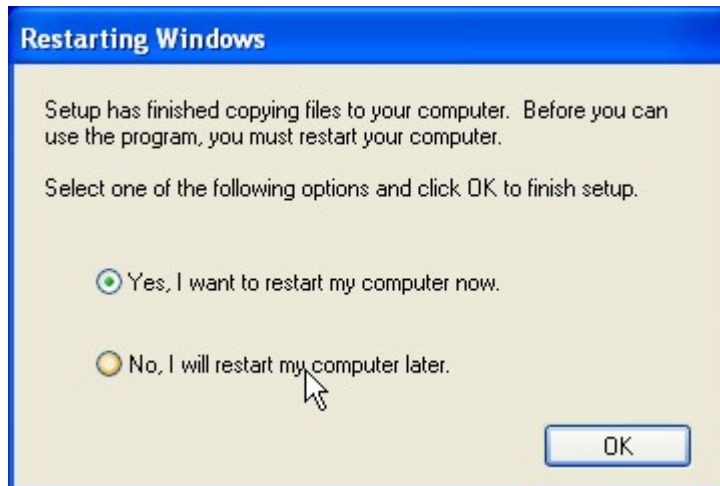 Restarting Windows
Setup has finished copying files to your computer.  Before you can
use the program, you must restart your computer.
Select one of the following options and click OK to finish setup.
Yes, I want to restart my computer now.
No, I will restart my computer later.
OK